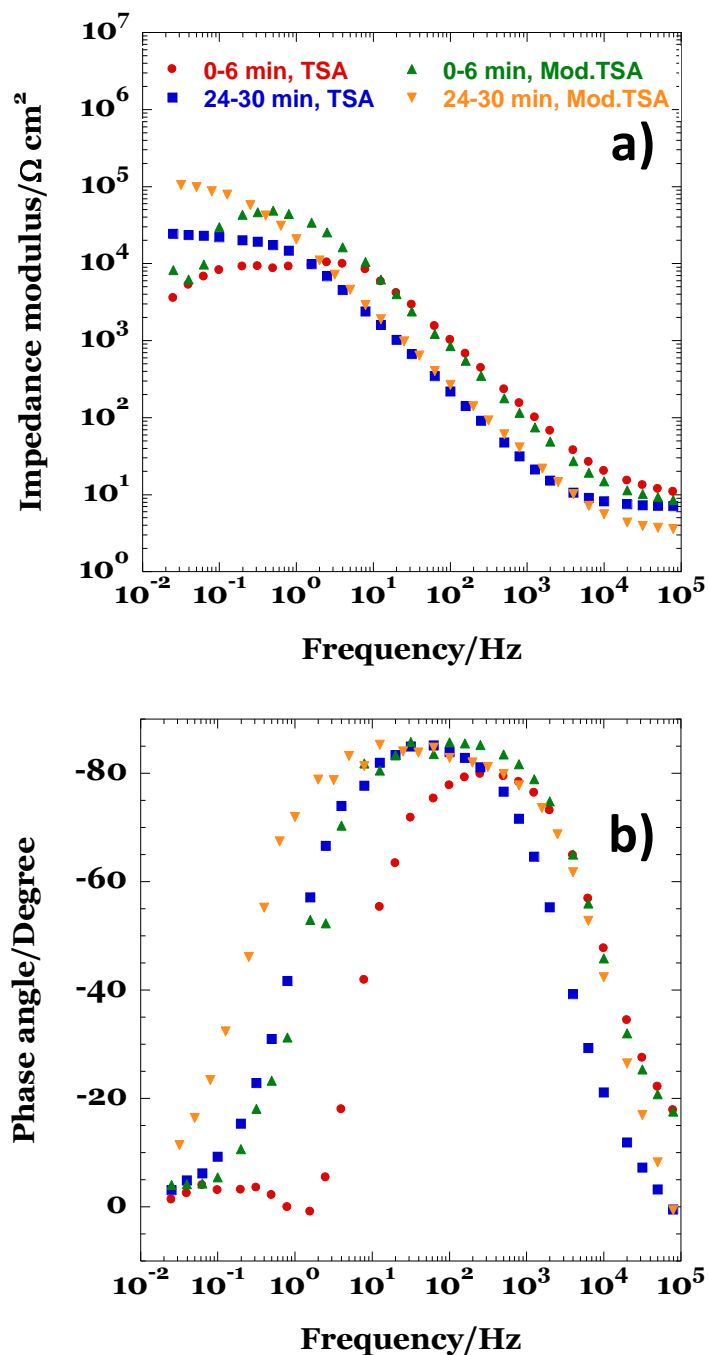 10^7
10^6
10^5
10^4
10^3
10^2
10^1
10^0
Impedance modulus/Ω cm²
0-6 min, TSA
0-6 min, Mod.TSA
24-30 min, TSA
24-30 min, Mod.TSA
a)
10^-2 10^-1 10^0 10^1 10^2 10^3 10^4 10^5
Frequency/Hz
-80
-60
-40
-20
0
Phase angle/Degree
b)
10^-2 10^-1 10^0 10^1 10^2 10^3 10^4 10^5
Frequency/Hz